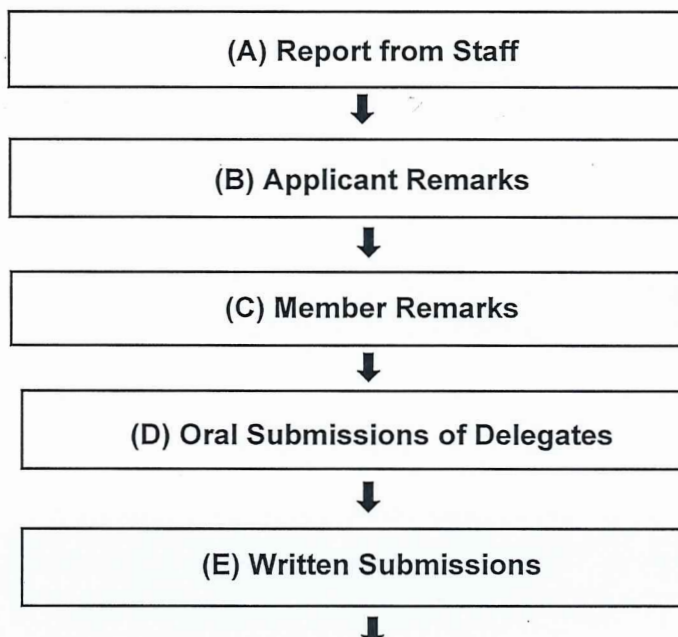 (A) Report from Staff
(B) Applicant Remarks
(C) Member Remarks
(D) Oral Submissions of Delegates
(E) Written Submissions